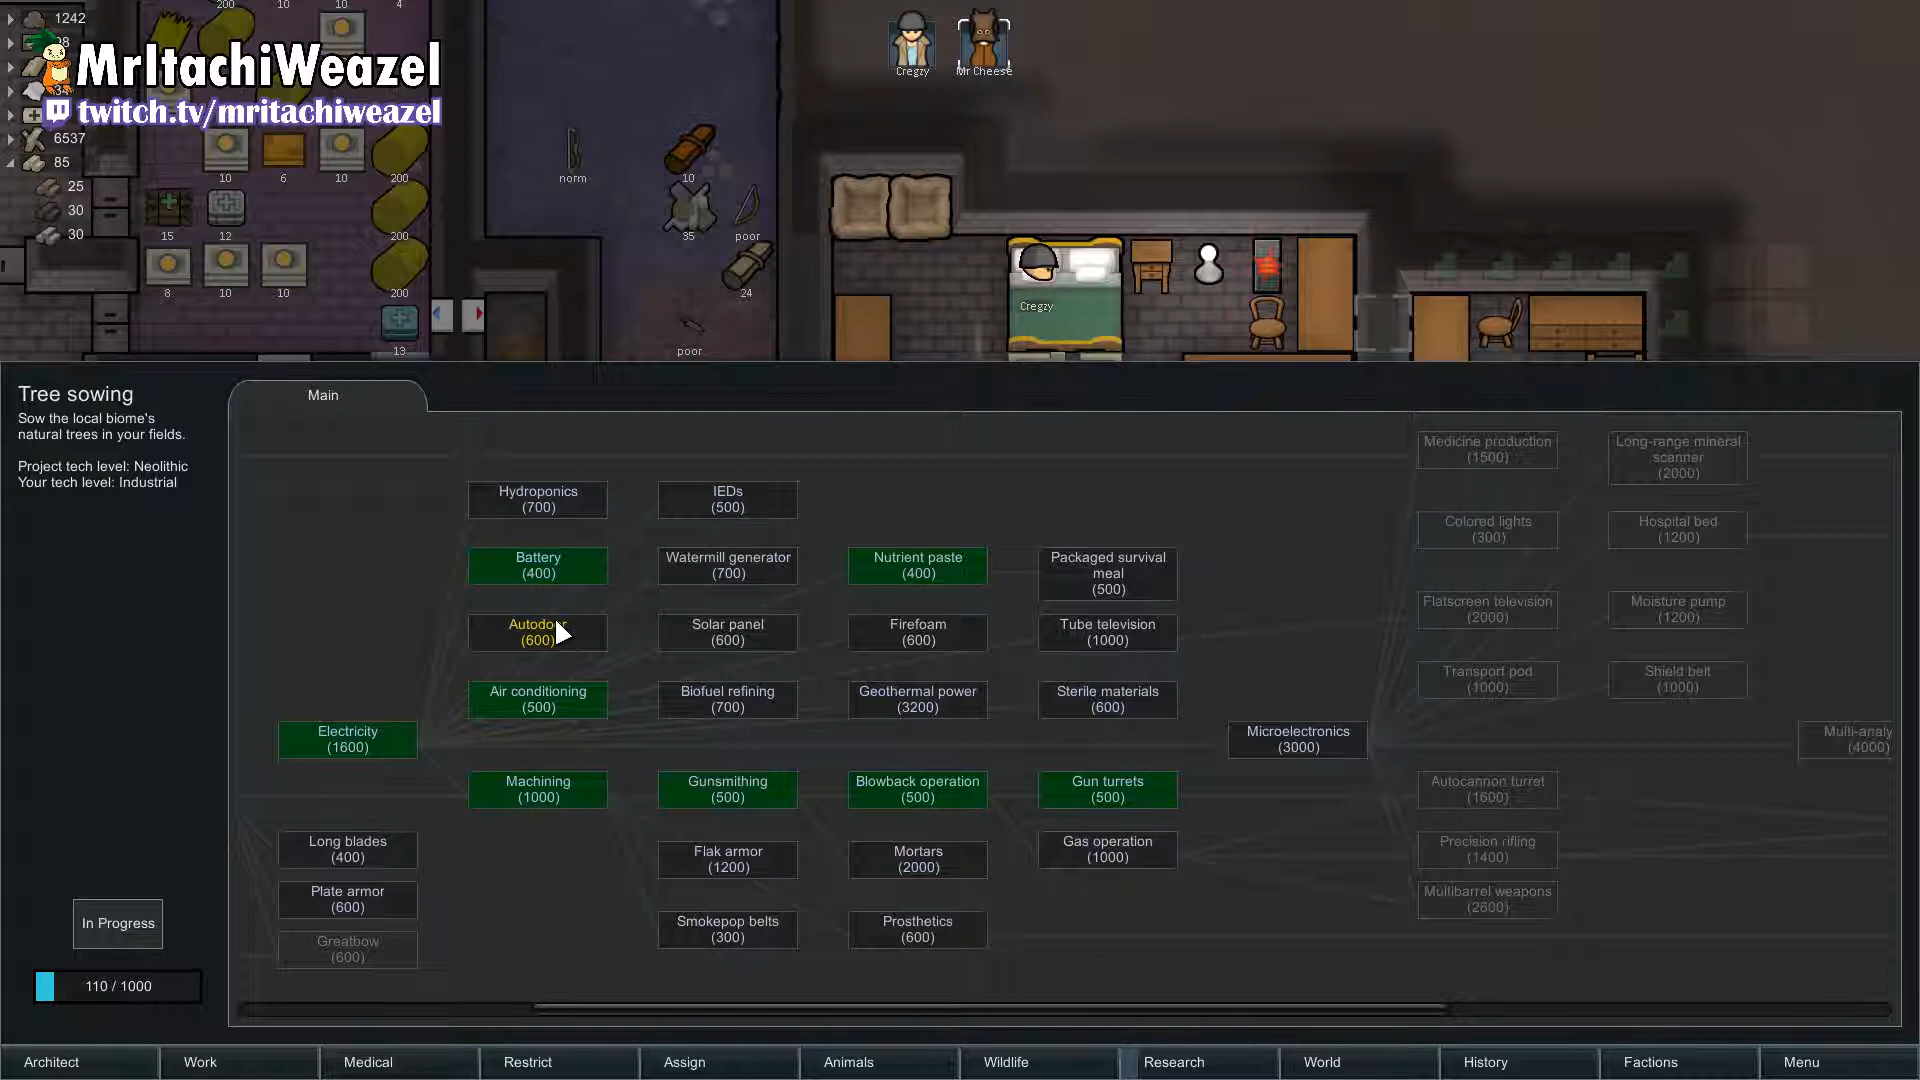 200
10
10
4
1242
98
MrItachiWeazel
34
twitch.tv/mritachiweazel
6537
85
25
30
30
10
6
10
200
15
12
200
8
10
10
200
13
norm
10
35
poor
24
poor
Cregzy
Mr Cheese
Cregzy
Tree sowing
Sow the local biome's
natural trees in your fields.
Project tech level: Neolithic
Your tech level: Industrial
In Progress
110 / 1000
Main
Hydroponics
(700)
IEDs
(500)
Battery
(400)
Watermill generator
(700)
Nutrient paste
(400)
Packaged survival
meal
(500)
Autodoor
(600)
Solar panel
(600)
Firefoam
(600)
Tube television
(1000)
Air conditioning
(500)
Biofuel refining
(700)
Geothermal power
(3200)
Sterile materials
(600)
Electricity
(1600)
Microelectronics
(3000)
Machining
(1000)
Gunsmithing
(500)
Blowback operation
(500)
Gun turrets
(500)
Long blades
(400)
Flak armor
(1200)
Mortars
(2000)
Gas operation
(1000)
Plate armor
(600)
Smokepop belts
(300)
Prosthetics
(600)
Greatbow
(600)
Medicine production
(1500)
Long-range mineral
scanner
(2000)
Colored lights
(300)
Hospital bed
(1200)
Flatscreen television
(2000)
Moisture pump
(1200)
Transport pod
(1000)
Shield belt
(1000)
Multi-analy
(4000)
Autocannon turret
(1600)
Precision rifling
(1400)
Multibarrel weapons
(2600)
Architect
Work
Medical
Restrict
Assign
Animals
Wildlife
Research
World
History
Factions
Menu